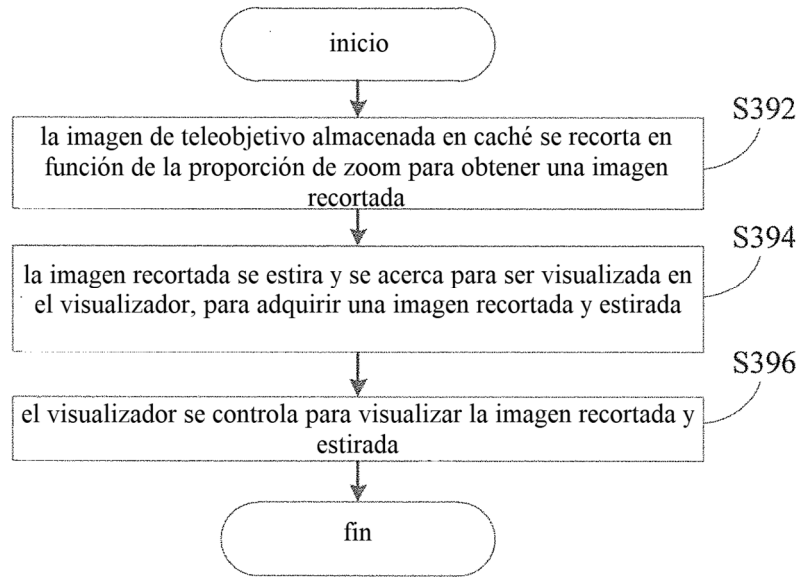 inicio
S392
la imagen de teleobjetivo almacenada en caché se recorta en
función de la proporción de zoom para obtener una imagen
recortada
S394
la imagen recortada se estira y se acerca para ser visualizada en
el visualizador, para adquirir una imagen recortada y estirada
S396
el visualizador se controla para visualizar la imagen recortada y
estirada
fin